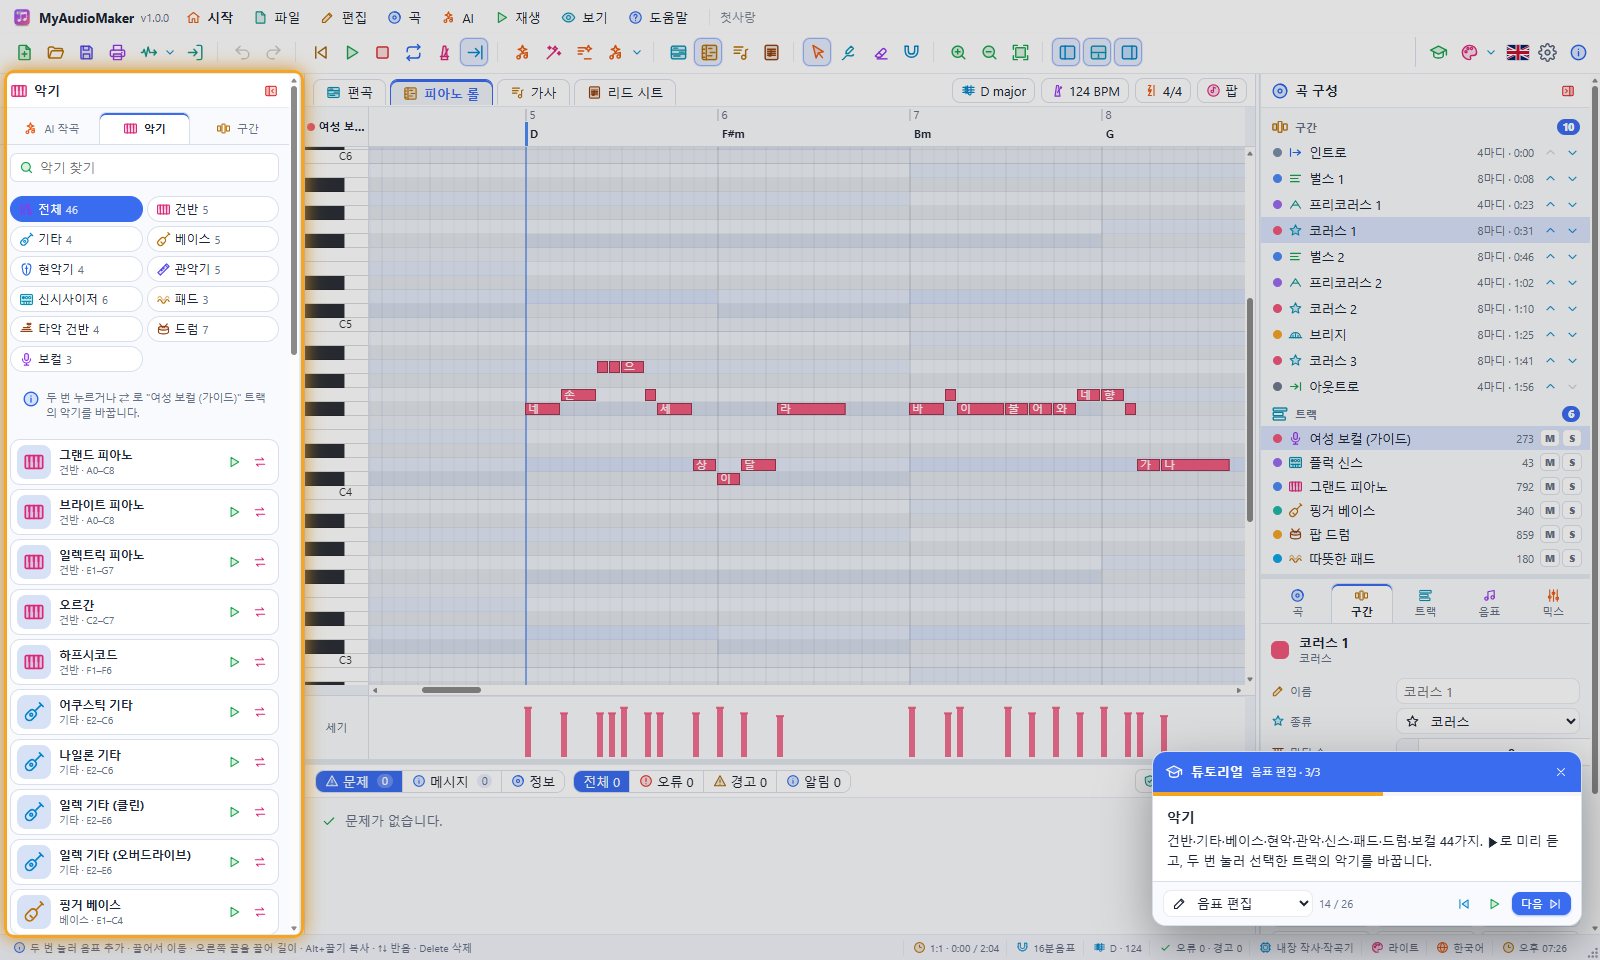 MyAudioMaker v1.0.0 시작 파일 편집 곡 AI 재생 보기 도움말 첫사랑
악기
AI 작곡 악기 구간
악기 찾기
전체 46 건반 5
기타 4 베이스 5
현악기 4 관악기 5
신시사이저 6 패드 3
타악 건반 4 드럼 7
보컬 3
두 번 누르거나 ⇄ 로 "여성 보컬 (가이드)" 트랙
의 악기를 바꿉니다.
그랜드 피아노
건반 · A0–C8
브라이트 피아노
건반 · A0–C8
일렉트릭 피아노
건반 · E1–G7
오르간
건반 · C2–C7
하프시코드
건반 · F1–F6
어쿠스틱 기타
기타 · E2–C6
나일론 기타
기타 · E2–C6
일렉 기타 (클린)
기타 · E2–E6
일렉 기타 (오버드라이브)
기타 · E2–E6
핑거 베이스
베이스 · E1–C4
편곡 피아노 롤 가사 리드 시트 D major 124 BPM 4/4 팝
여성 보...
5 6 7 8
D F#m Bm G
C6
C5
으
손 네 향
네 세 라 바 이 불 어 와
상 달 가 나
이
C4
C3
세기
문제 0 메시지 0 정보 전체 0 오류 0 경고 0 알림 0
문제가 없습니다.
곡 구성
구간 10
인트로 4마디 · 0:00
벌스 1 8마디 · 0:08
프리코러스 1 4마디 · 0:23
코러스 1 8마디 · 0:31
벌스 2 8마디 · 0:46
프리코러스 2 4마디 · 1:02
코러스 2 8마디 · 1:10
브리지 8마디 · 1:25
코러스 3 8마디 · 1:41
아웃트로 4마디 · 1:56
트랙 6
여성 보컬 (가이드) 273 M S
플럭 신스 43 M S
그랜드 피아노 792 M S
핑거 베이스 340 M S
팝 드럼 859 M S
따뜻한 패드 180 M S
곡 구간 트랙 음표 믹스
코러스 1
코러스
이름 코러스 1
종류 코러스
튜토리얼 음표 편집 · 3/3
악기
건반·기타·베이스·현악·관악·신스·패드·드럼·보컬 44가지. ▶로 미리 듣
고, 두 번 눌러 선택한 트랙의 악기를 바꿉니다.
음표 편집 14 / 26 다음
두 번 눌러 음표 추가 · 끌어서 이동 · 오른쪽 끝을 끌어 길이 · Alt+끌기 복사 · ↑↓ 반음 · Delete 삭제
1:1 · 0:00 / 2:04 16분음표 D · 124 오류 0 · 경고 0 내장 작사·작곡기 라이트 한국어 오후 07:26